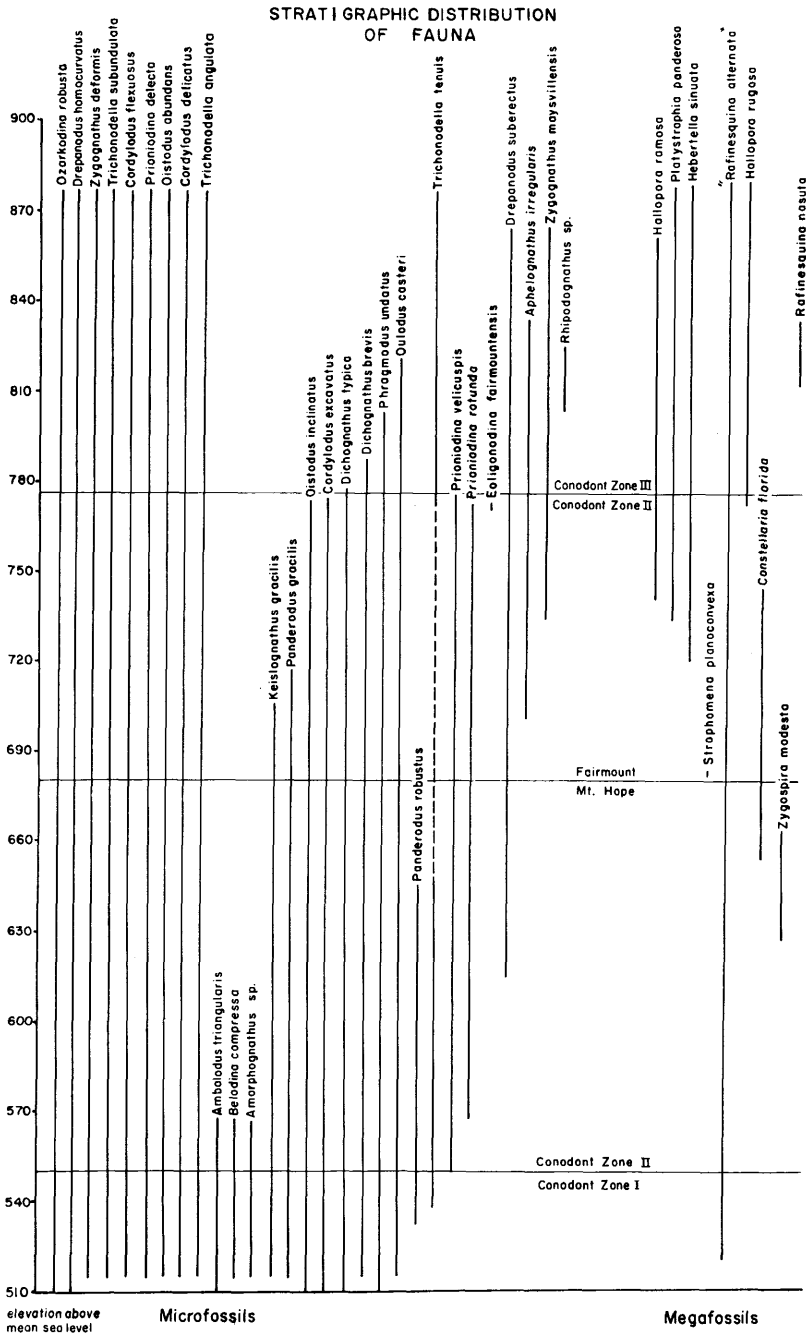 STRATIGRAPHIC DISTRIBUTION
OF FAUNA
900
870
840
810
780
750
720
690
660
630
600
570
540
510
elevation above
mean sea level
Ozarkodina robusta
Drepanodus homocurvatus
Zygognathus deformis
Trichonodella subundulata
Cordylodus flexuosus
Prioniodina delecta
Oistodus abundans
Cordylodus delicatus
Trichonodella angulata
Ambalodus triangularis
Belodina compressa
Amorphognathus sp.
Keislognathus gracilis
Panderodus gracilis
Oistodus inclinatus
Cordylodus excavatus
Dichognathus typica
Dichognathus brevis
Phragmodus undatus
Oulodus casteri
Panderodus robustus
Trichonodella tenuis
Prioniodina velicuspis
Prioniodina rotunda
Eoligonodina fairmountensis
Drepanodus suberectus
Aphelognathus irregularis
Zygognathus maysvillensis
Rhipodognathus sp.
Hallopora ramosa
Platystrophia panderosa
Hebertella sinuata
Strophomena planoconvexa
"Rafinesquina alternata"
Hallopora rugosa
Constellaria florida
Zygospira modesta
Rafinesquina nasuta
Conodont Zone III
Conodont Zone II
Fairmount
Mt. Hope
Conodont Zone II
Conodont Zone I
Microfossils
Megafossils